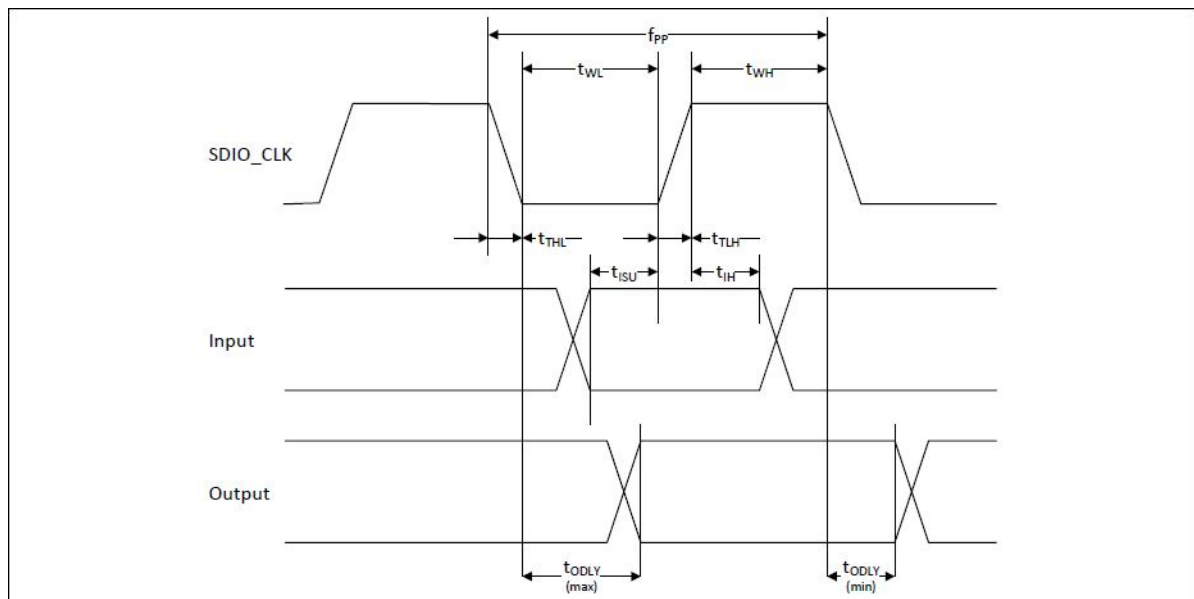 fPP
tWL
tWH
SDIO_CLK
tTHL
tTLH
tISU
tIH
Input
Output
tODLY
(max)
tODLY
(min)